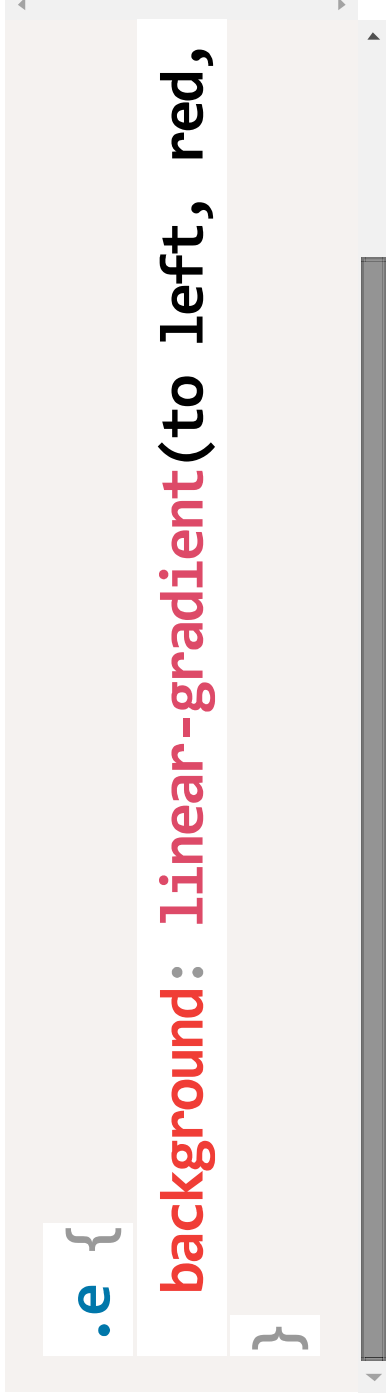 .e {
background: linear-gradient(to left, red,
}